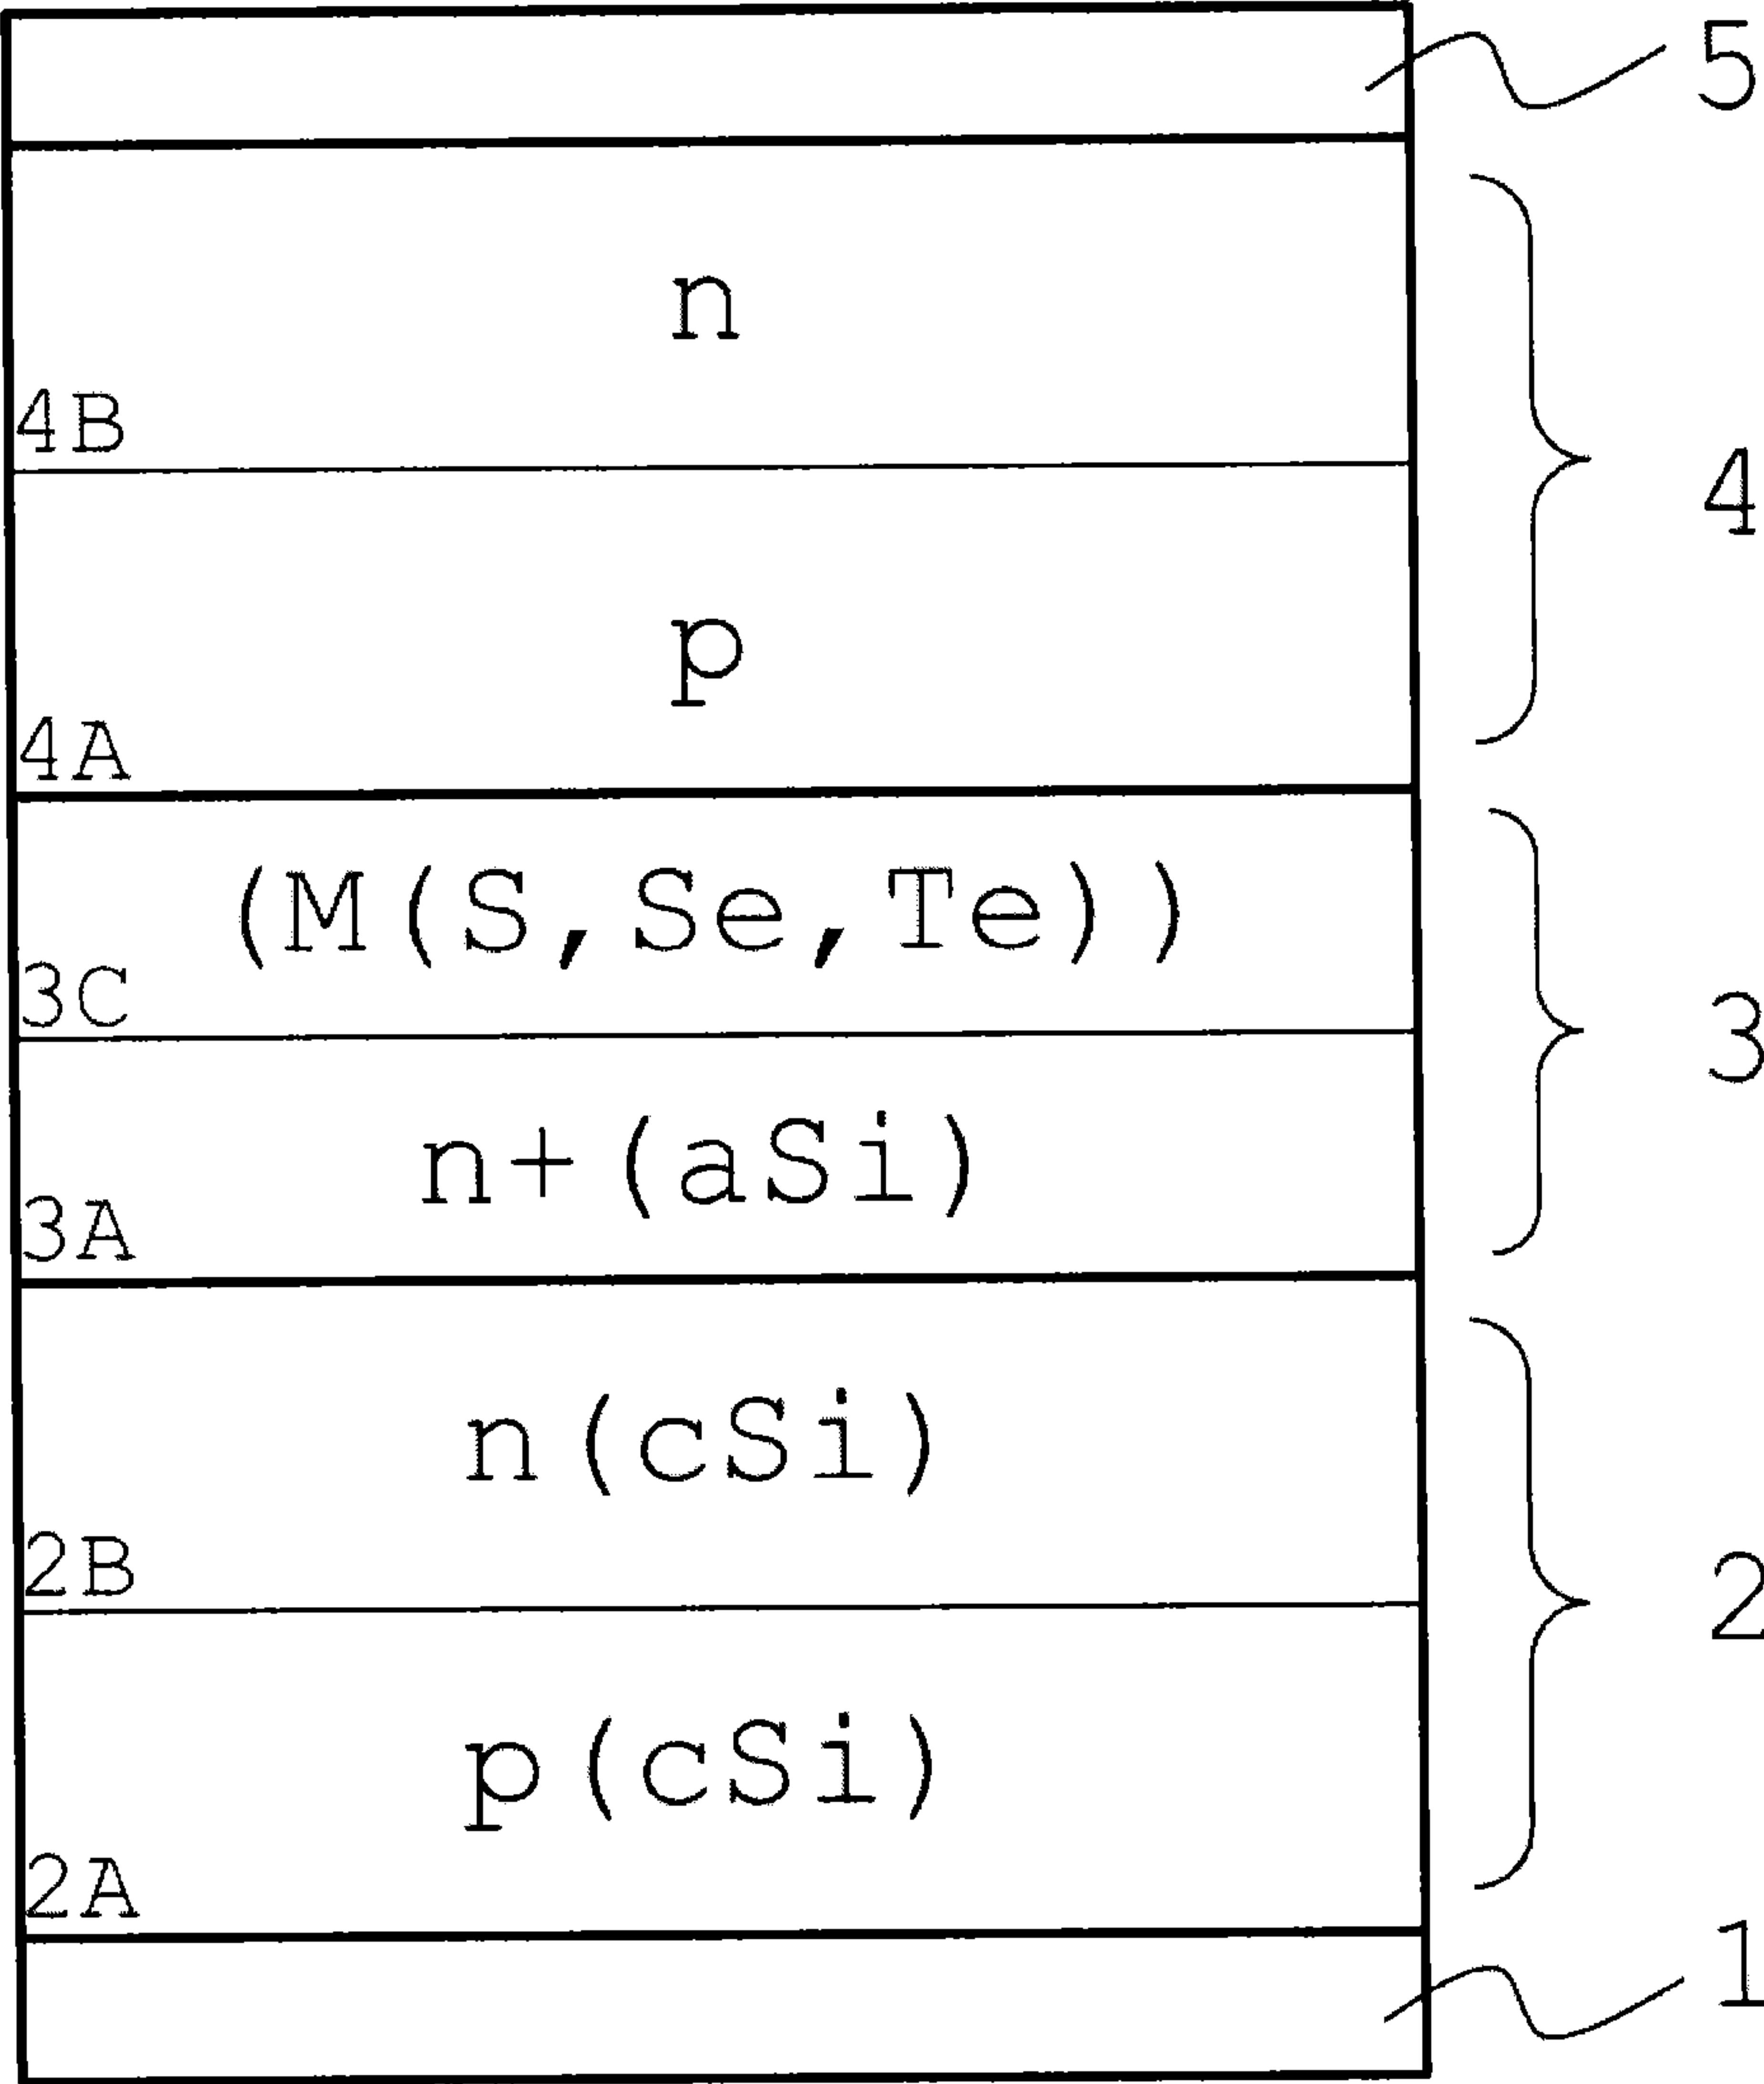 5
n
4B
4
p
4A
(M(S,Se,Te))
3C
3
n+(aSi)
3A
n(cSi)
2B
2
p(cSi)
2A
1